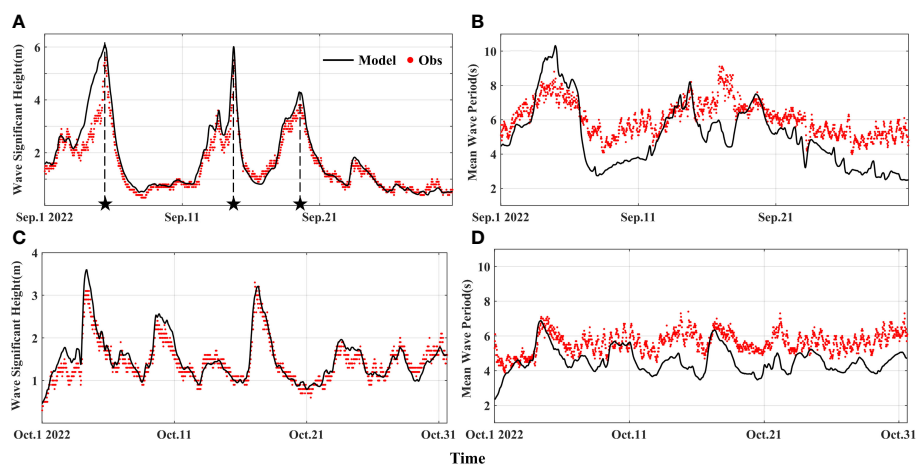 A
Wave Significant Height(m)
6
4
2
Model
Obs
Sep.1 2022
Sep.11
Sep.21
B
Mean Wave Period(s)
10
8
6
4
2
Sep.1 2022
Sep.11
Sep.21
C
Wave Significant Height(m)
4
3
2
1
Oct.1 2022
Oct.11
Oct.21
Oct.31
D
Mean Wave Period(s)
10
8
6
4
2
Oct.1 2022
Oct.11
Oct.21
Oct.31
Time